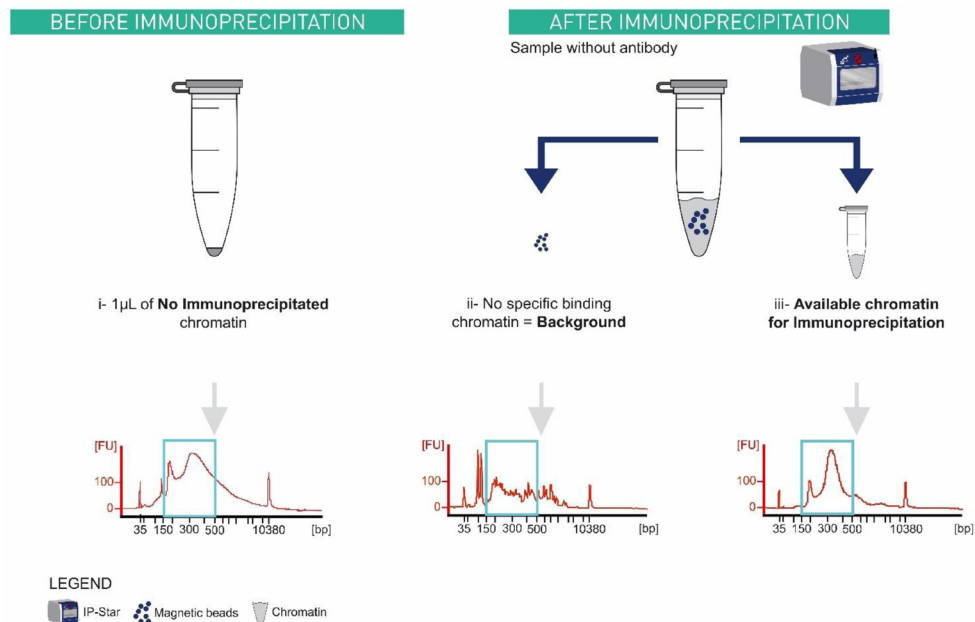 BEFORE IMMUNOPRECIPITATION
AFTER IMMUNOPRECIPITATION
Sample without antibody
i- 1µL of No Immunoprecipitated
chromatin
ii- No specific binding
chromatin = Background
iii- Available chromatin
for Immunoprecipitation
[FU]
100
0
35 150 300 500 10380 [bp]
[FU]
100
0
35 150 300 500 10380 [bp]
[FU]
100
0
35 150 300 500 10380 [bp]
LEGEND
IP-Star Magnetic beads Chromatin